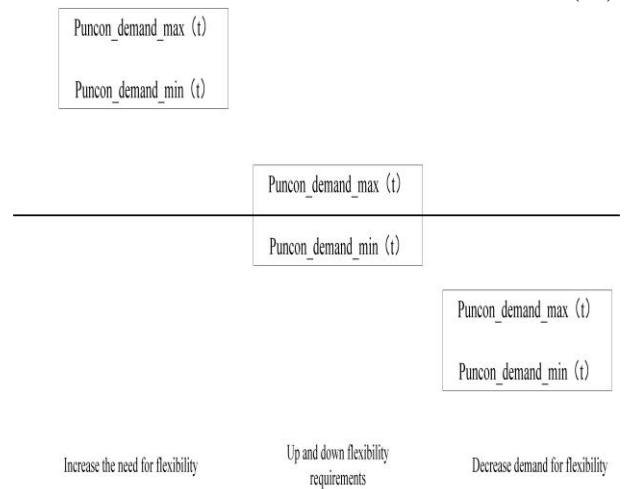 Puncon_demand_max (t)
Puncon_demand_min (t)
Puncon_demand_max (t)
Puncon_demand_min (t)
Puncon_demand_max (t)
Puncon_demand_min (t)
Increase the need for flexibility
Up and down flexibility
requirements
Decrease demand for flexibility